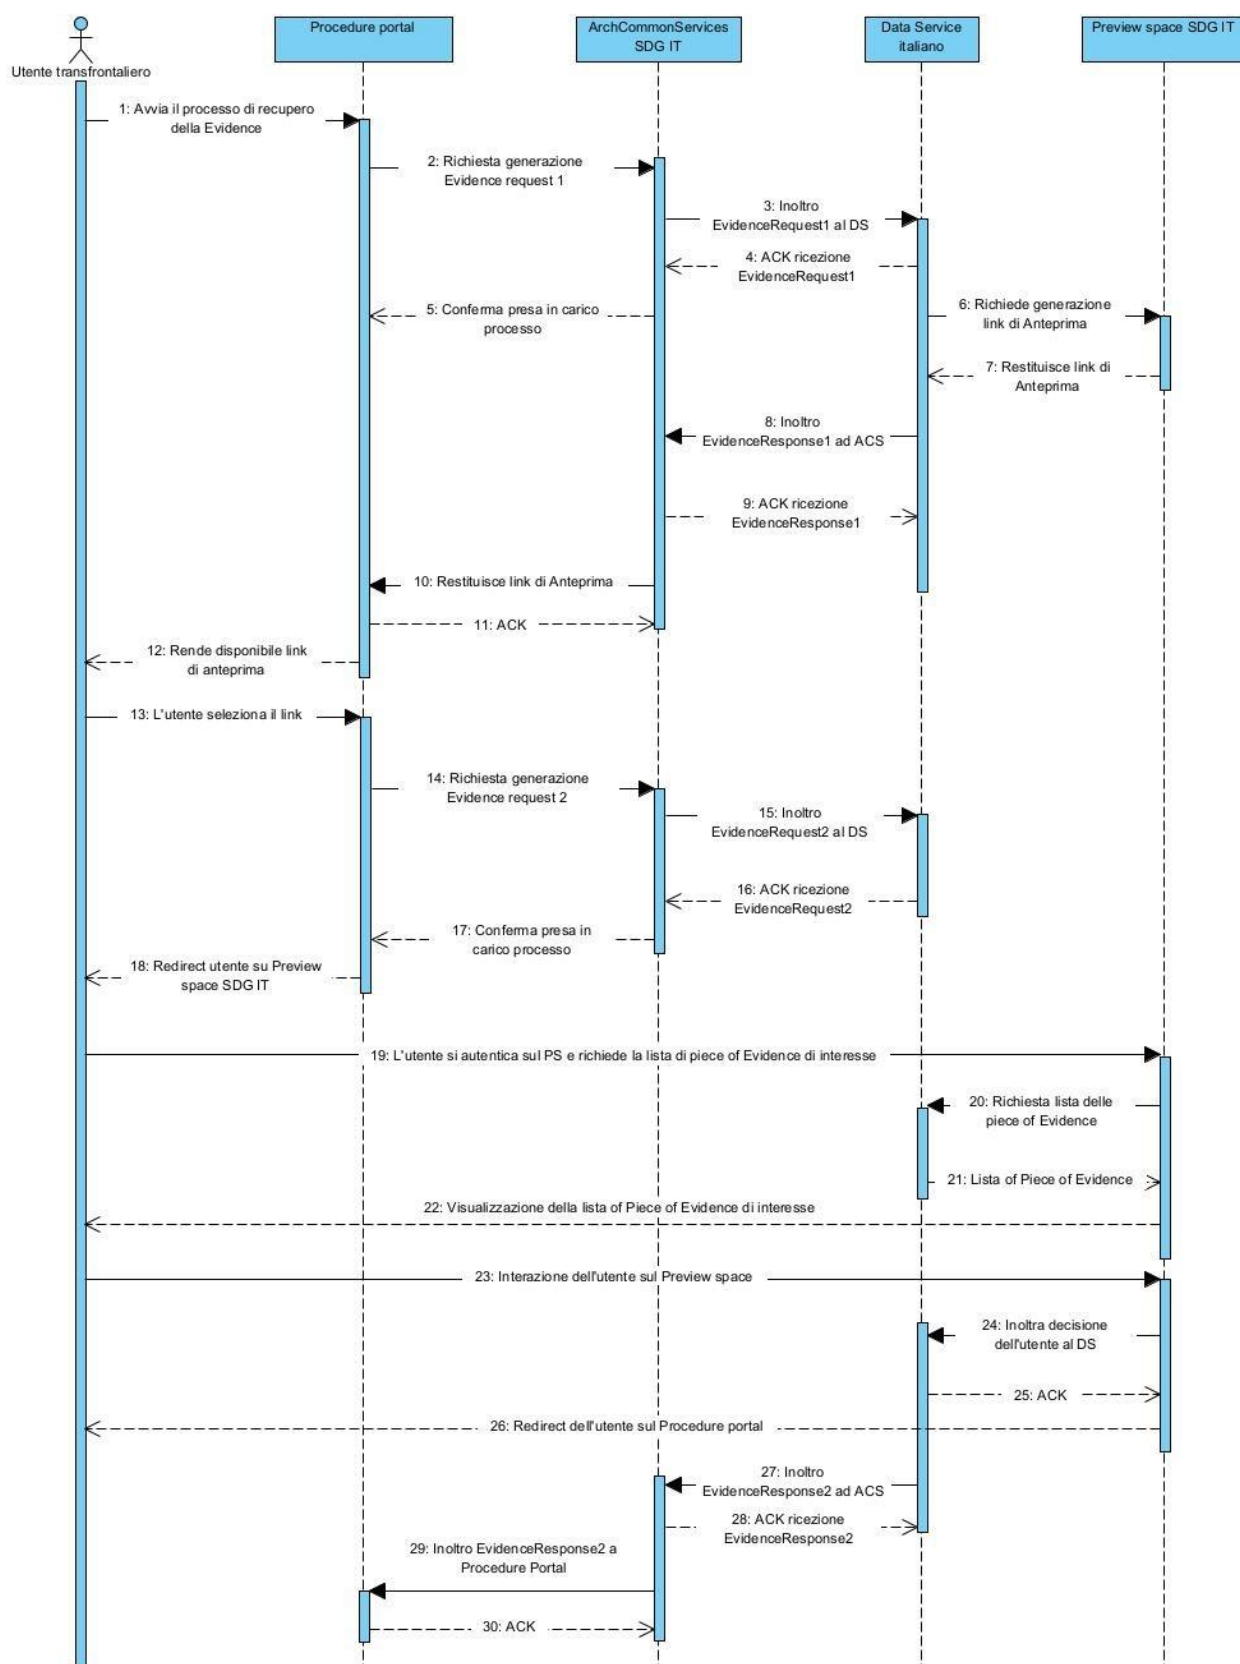 Procedure portal
ArchCommonServices
SDG IT
Data Service
italiano
Preview space SDG IT
Utente transfrontaliero
1: Avvia il processo di recupero
della Evidence
2: Richiesta generazione
Evidence request 1
3: Inoltro
EvidenceRequest1 al DS
4: ACK ricezione
EvidenceRequest1
5: Conferma presa in carico
processo
6: Richiede generazione
link di Anteprima
7: Restituisce link di
Anteprima
8: Inoltro
EvidenceResponse1 ad ACS
9: ACK ricezione
EvidenceResponse1
10: Restituisce link di Anteprima
11: ACK
12: Rende disponibile link
di anteprima
13: L'utente seleziona il link
14: Richiesta generazione
Evidence request 2
15: Inoltro
EvidenceRequest2 al DS
16: ACK ricezione
EvidenceRequest2
17: Conferma presa in
carico processo
18: Redirect utente su Preview
space SDG IT
19: L'utente si autentica sul PS e richiede la lista di piece of Evidence di interesse
20: Richiesta lista delle
piece of Evidence
21: Lista of Piece of Evidence
22: Visualizzazione della lista of Piece of Evidence di interesse
23: Interazione dell'utente sul Preview space
24: Inoltra decisione
dell'utente al DS
25: ACK
26: Redirect dell'utente sul Procedure portal
27: Inoltro
EvidenceResponse2 ad ACS
28: ACK ricezione
EvidenceResponse2
29: Inoltro EvidenceResponse2 a
Procedure Portal
30: ACK